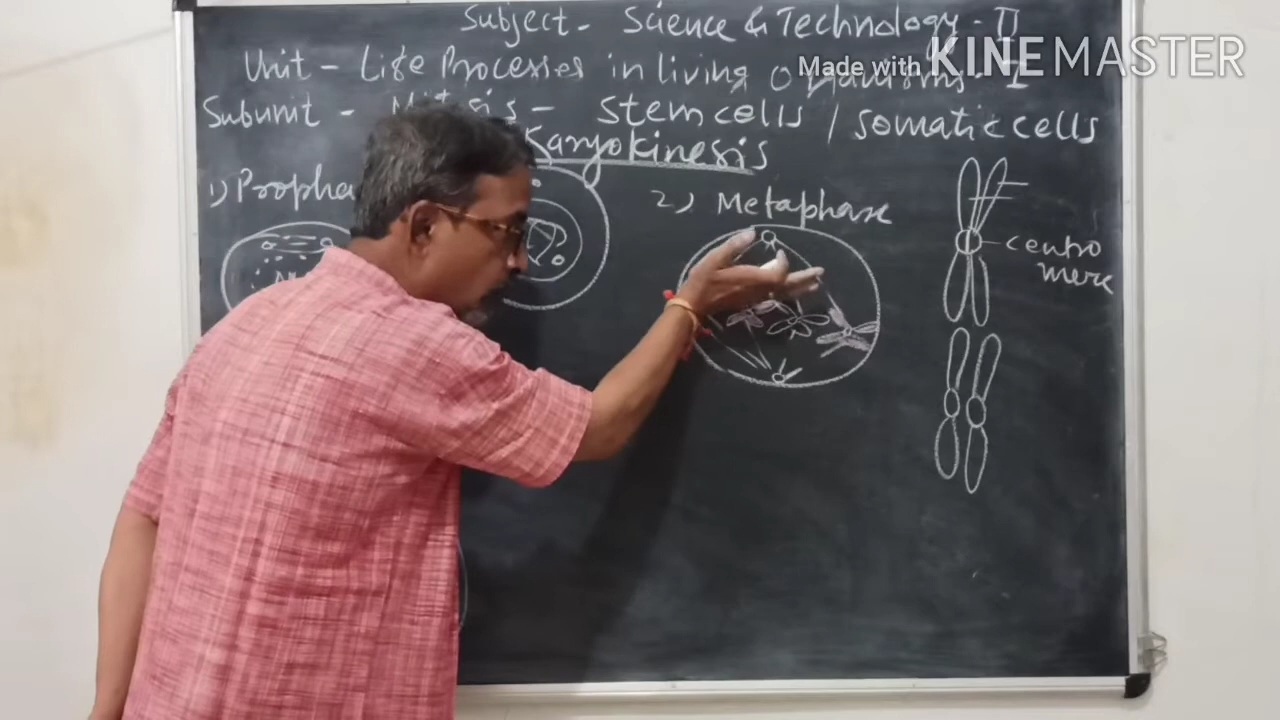 Subject - Science & Technology - II
Made with KINEMASTER
Unit - Life Processes in living organisms - I
Subunit - Mitosis - Stem cells / Somatic cells
Karyokinesis
1) Propha
2) Metaphase
centro
mere